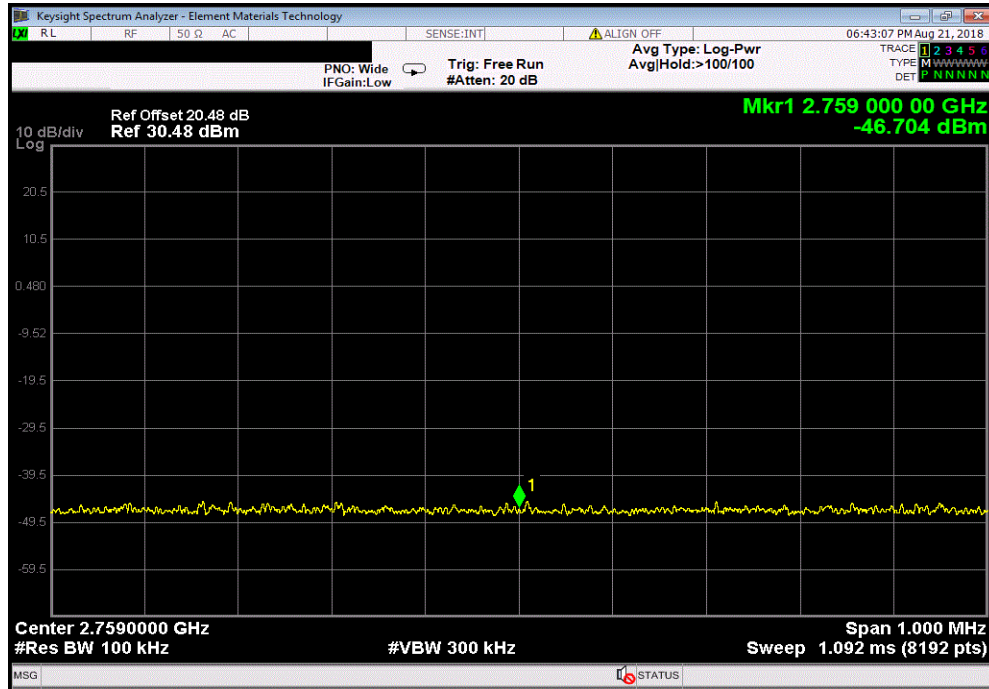 Keysight Spectrum Analyzer - Element Materials Technology
LXI RL RF 50 Ω AC SENSE:INT ALIGN OFF 06:43:07 PM Aug 21, 2018
PNO: Wide Trig: Free Run Avg Type: Log-Pwr TRACE 1 2 3 4 5 6
IFGain:Low #Atten: 20 dB Avg|Hold:>100/100 TYPE M WWWWW
DET P N N N N N
Ref Offset 20.48 dB Mkr1 2.759 000 00 GHz
10 dB/div Ref 30.48 dBm -46.704 dBm
Log
20.5
10.5
0.480
-9.52
-19.5
-29.5
-39.5
1
-49.5
-59.5
Center 2.7590000 GHz Span 1.000 MHz
#Res BW 100 kHz #VBW 300 kHz Sweep 1.092 ms (8192 pts)
MSG STATUS